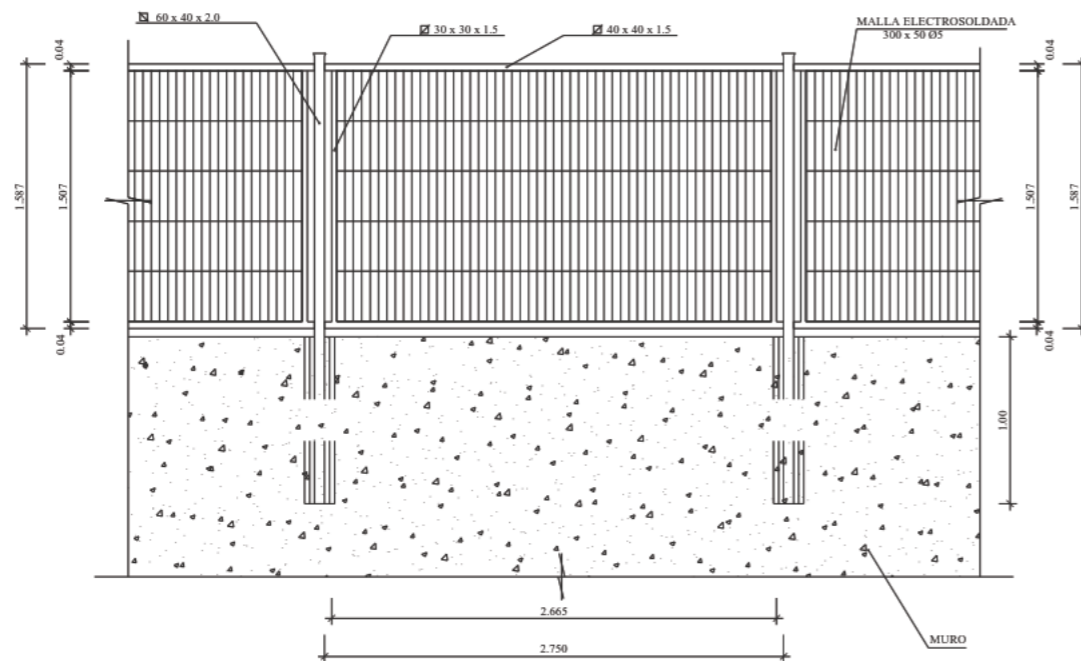 60 x 40 x 2.0
30 x 30 x 1.5
40 x 40 x 1.5
MALLA ELECTROSOLDADA
300 x 50 Ø5
0.04
0.04
1.587
1.507
1.507
1.587
0.04
0.04
1.00
2.665
2.750
MURO